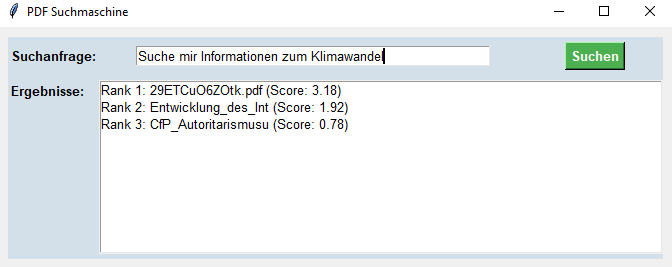 PDF Suchmaschine
Suchanfrage: Suche mir Informationen zum Klimawandel Suchen
Ergebnisse:
Rank 1: 29ETCuO6ZOtk.pdf (Score: 3.18)
Rank 2: Entwicklung_des_Int (Score: 1.92)
Rank 3: CfP_Autoritarismusu (Score: 0.78)